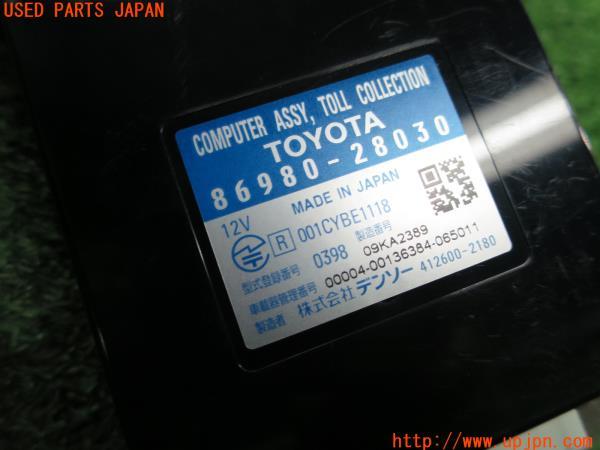 USED PARTS JAPAN
COMPUTER ASSY, TOLL COLLECTION
TOYOTA
86980-28030
12V MADE IN JAPAN
R 001CYBE1118
型式登録番号 0398 製造番号 09KA2389
車載器管理番号 00004-00136384-065011
製造者 株式会社デンソー 412600-2180
http://www.upjpn.com